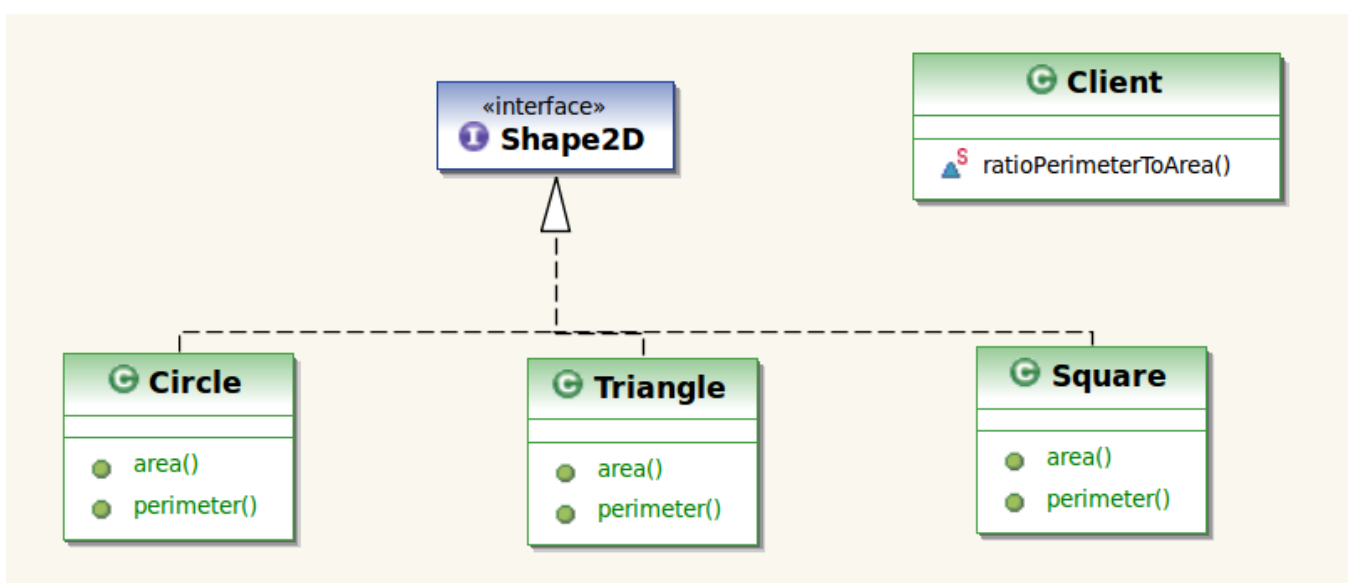 «interface»
I Shape2D
C Client
S ratioPerimeterToArea()
C Circle
area()
perimeter()
C Triangle
area()
perimeter()
C Square
area()
perimeter()